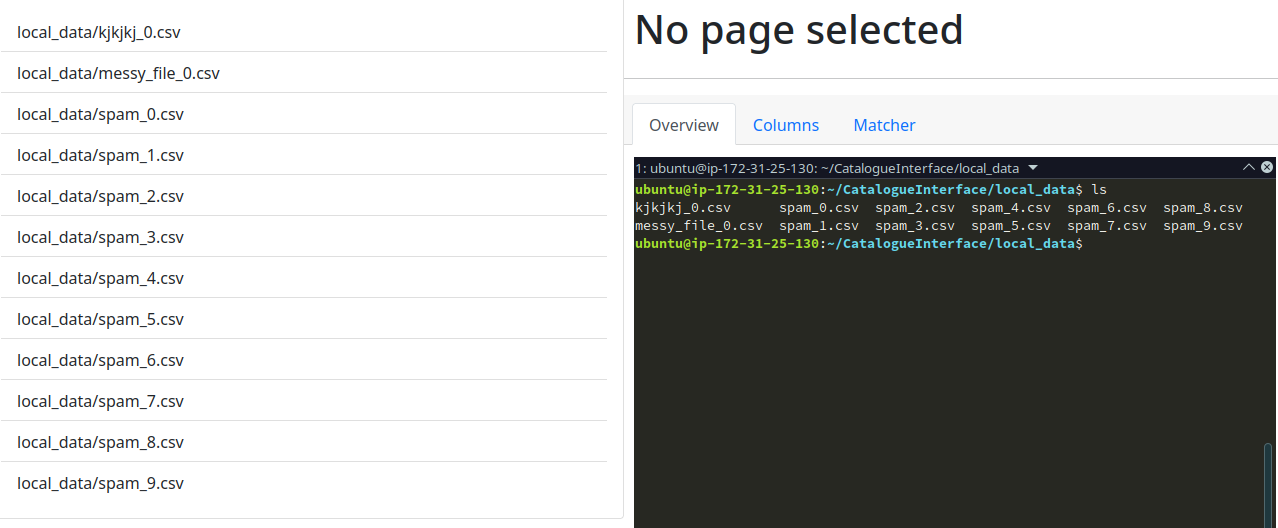 local_data/kjkjkj_0.csv
local_data/messy_file_0.csv
local_data/spam_0.csv
local_data/spam_1.csv
local_data/spam_2.csv
local_data/spam_3.csv
local_data/spam_4.csv
local_data/spam_5.csv
local_data/spam_6.csv
local_data/spam_7.csv
local_data/spam_8.csv
local_data/spam_9.csv
No page selected
Overview Columns Matcher
1: ubuntu@ip-172-31-25-130: ~/CatalogueInterface/local_data
ubuntu@ip-172-31-25-130:~/CatalogueInterface/local_data$ ls
kjkjkj_0.csv spam_0.csv spam_2.csv spam_4.csv spam_6.csv spam_8.csv
messy_file_0.csv spam_1.csv spam_3.csv spam_5.csv spam_7.csv spam_9.csv
ubuntu@ip-172-31-25-130:~/CatalogueInterface/local_data$